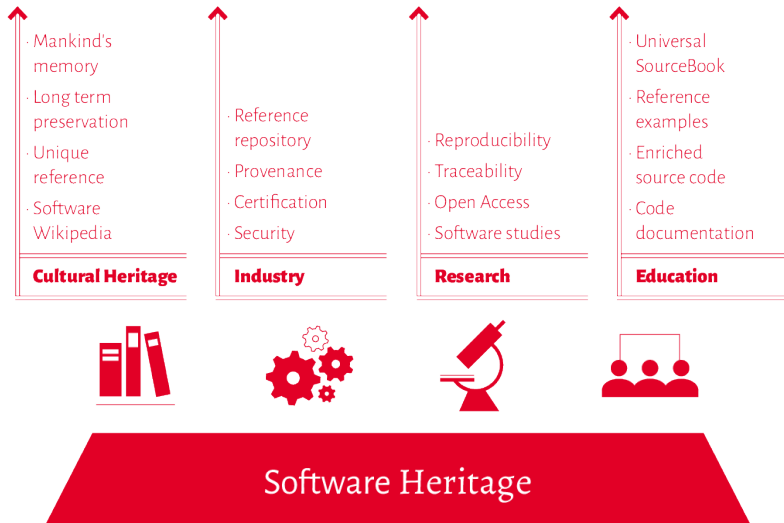 · Mankind's
memory
· Long term
preservation
· Unique
reference
· Software
Wikipedia
Cultural Heritage
· Reference
repository
· Provenance
· Certification
· Security
Industry
· Reproducibility
· Traceability
· Open Access
· Software studies
Research
· Universal
SourceBook
· Reference
examples
· Enriched
source code
· Code
documentation
Education
Software Heritage